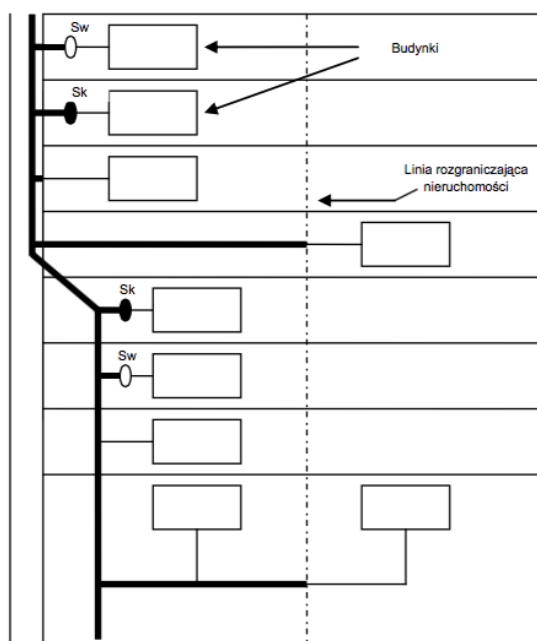 Sw
Budynki
Sk
Linia rozgraniczająca
nieruchomości
Sk
Sw